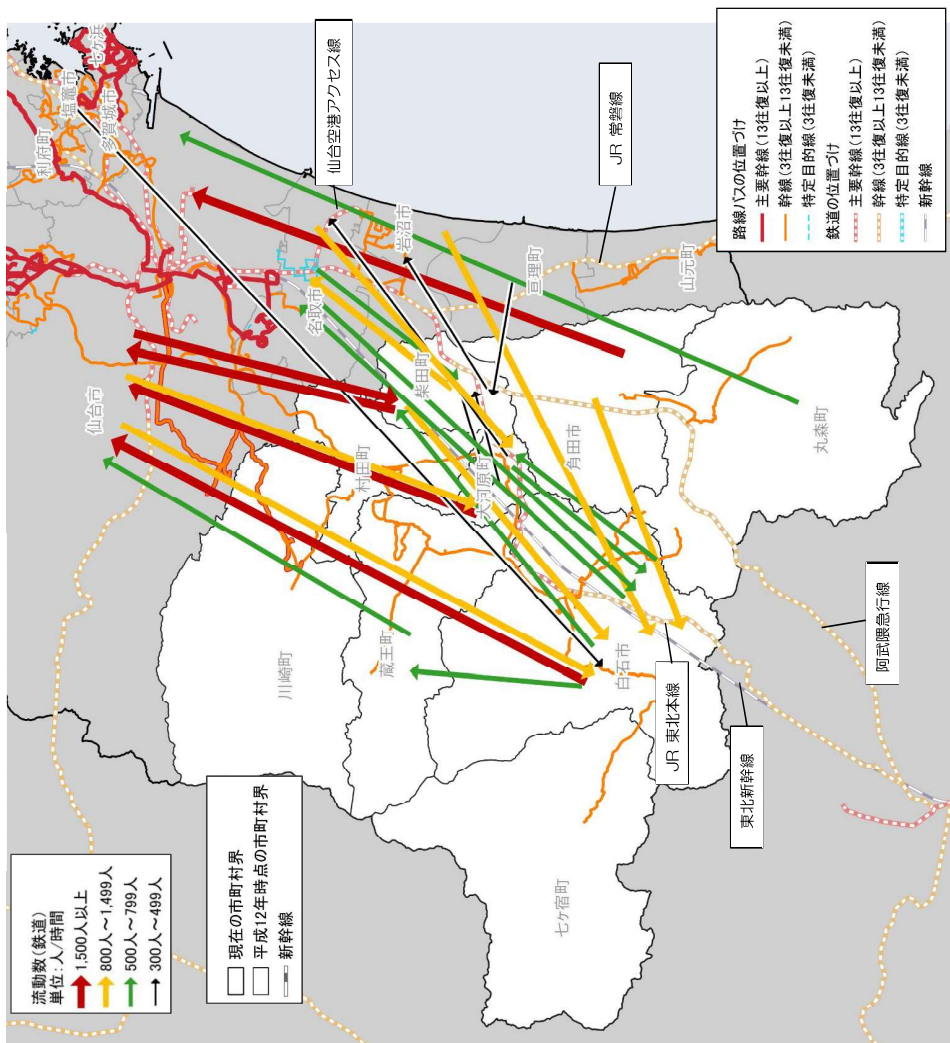 流動数(鉄道)
単位:人/時間
1,500人以上
800人~1,499人
500人~799人
300人~499人
現在の市町村界
平成12年時点の市町村界
新幹線
路線バスの位置づけ
主要幹線(13往復以上)
幹線(3往復以上13往復未満)
特定目的線(3往復未満)
鉄道の位置づけ
主要幹線(13往復以上)
幹線(3往復以上13往復未満)
特定目的線(3往復未満)
新幹線
仙台空港アクセス線
JR 常磐線
JR 東北本線
東北新幹線
阿武隈急行線
利府町
塩竈市
多賀城市
七ヶ浜
仙台市
名取市
岩沼市
亘理町
山元町
川崎町
村田町
柴田町
蔵王町
大河原町
角田市
丸森町
白石市
七ヶ宿町